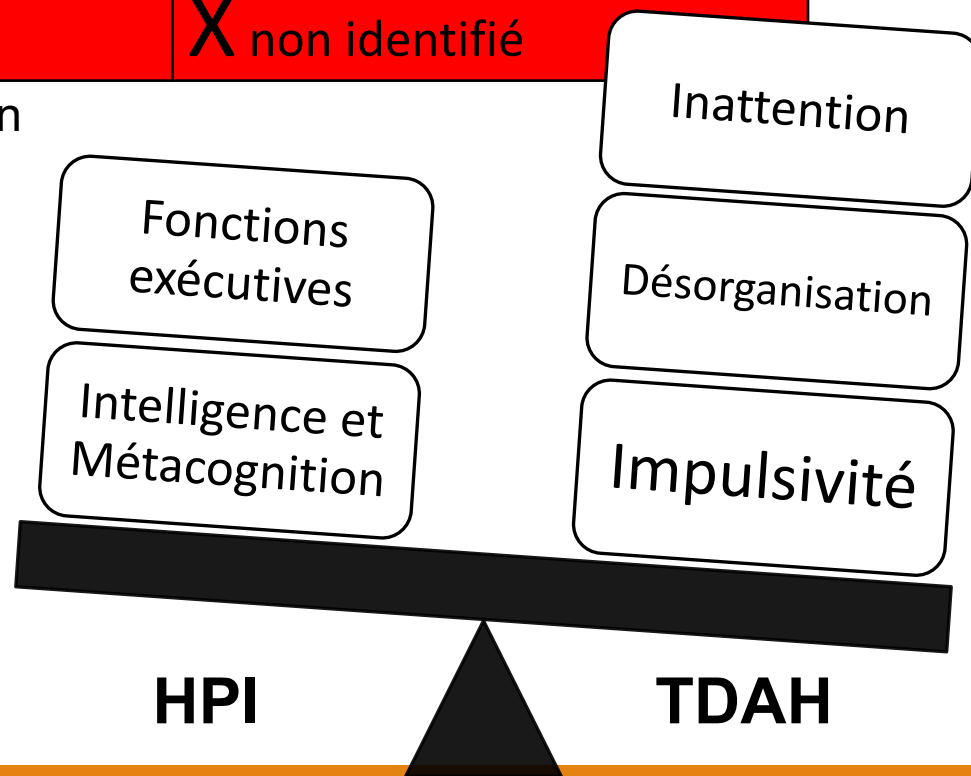 X non identifié
n
Inattention
Fonctions
exécutives
Désorganisation
Intelligence et
Métacognition
Impulsivité
HPI
TDAH